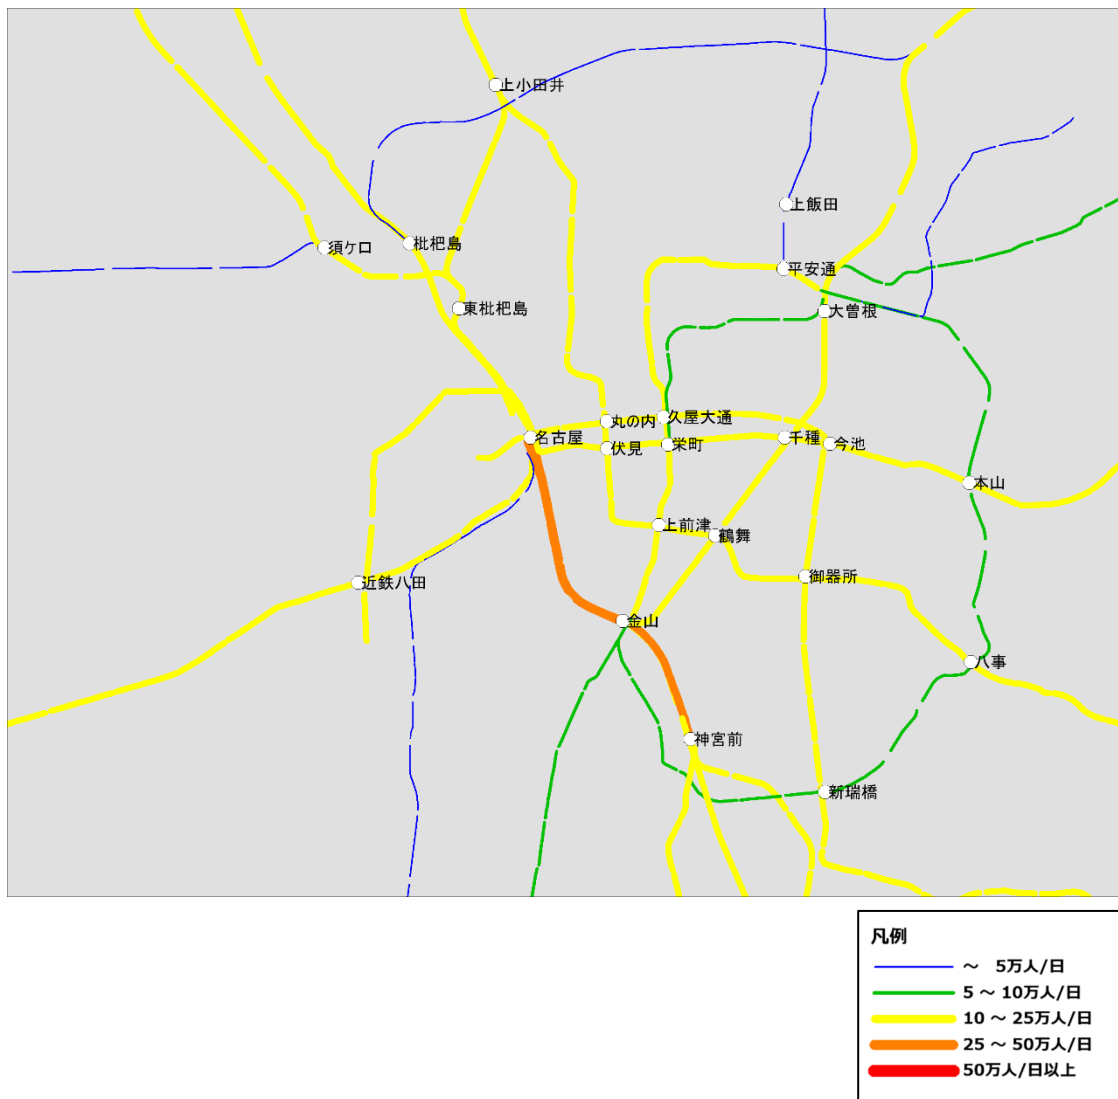 上小田井
上飯田
須ケ口
枇杷島
平安通
東枇杷島
大曽根
丸の内
久屋大通
名古屋
伏見
栄町
千種
今池
本山
上前津
鶴舞
近鉄八田
御器所
金山
八事
神宮前
新瑞橋
凡例
～ 5万人/日
5 ～ 10万人/日
10 ～ 25万人/日
25 ～ 50万人/日
50万人/日以上